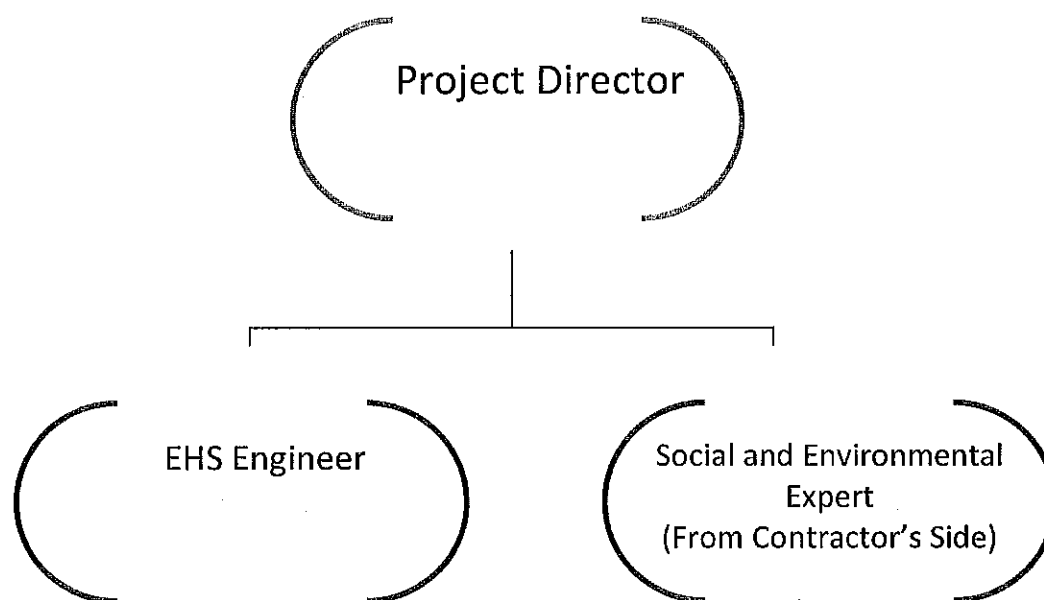 Project Director
EHS Engineer
Social and Environmental
Expert
(From Contractor's Side)